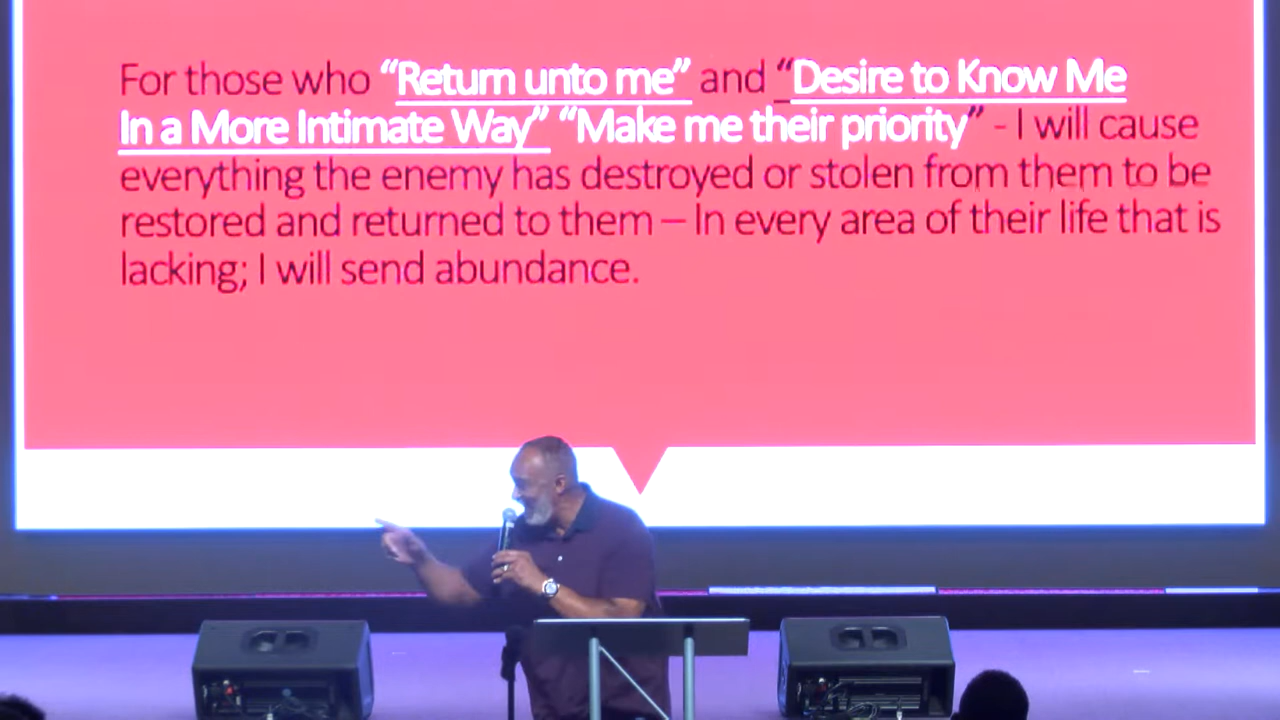 For those who “Return unto me” and “Desire to Know Me
In a More Intimate Way” “Make me their priority” - I will cause
everything the enemy has destroyed or stolen from them to be
restored and returned to them – In every area of their life that is
lacking; I will send abundance.